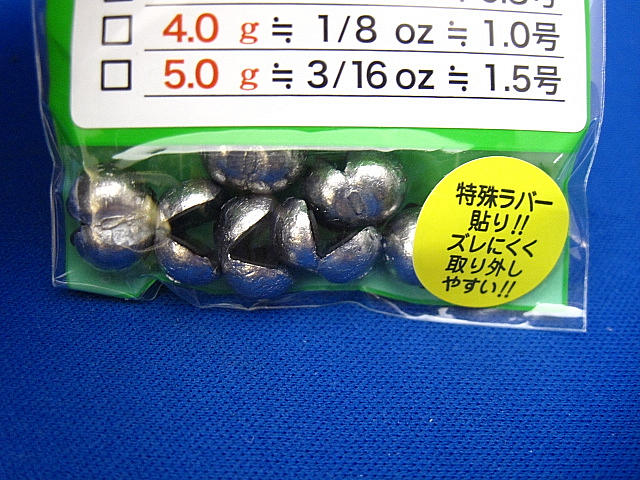 □ 4.0 g ≒ 1/8 oz ≒ 1.0号
□ 5.0 g ≒ 3/16 oz ≒ 1.5号
特殊ラバー
貼り!!
ズレにくく
取り外し
やすい!!